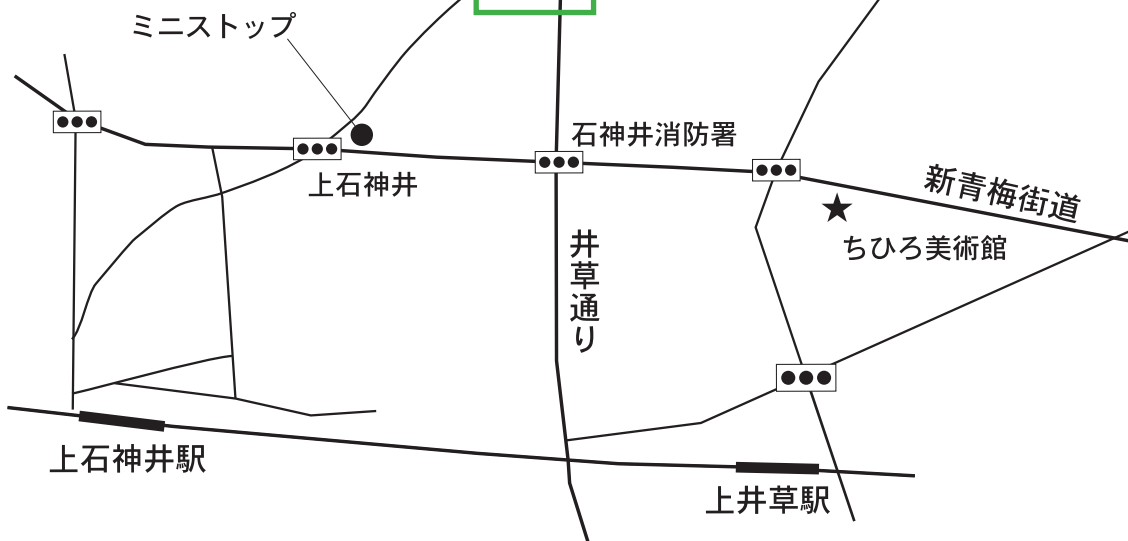 ミニストップ
石神井消防署
上石神井
新青梅街道
ちひろ美術館
井草通り
上石神井駅
上井草駅